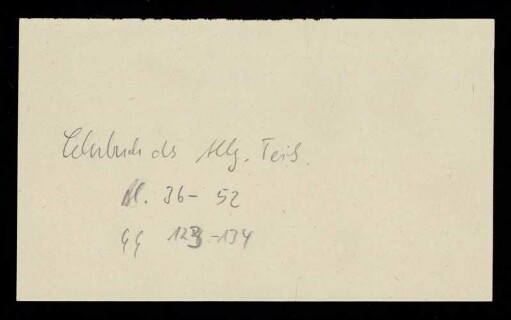 Lehrbuch des Allg. Teils.
Bl. 36 - 52
§§ 123 - 134